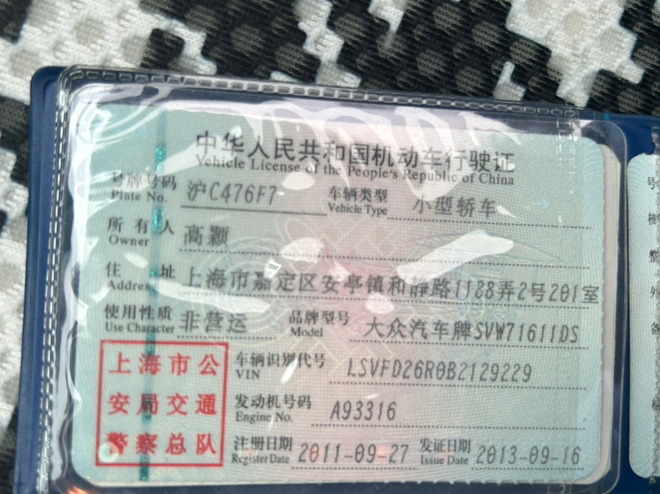 中华人民共和国机动车行驶证
Vehicle License of the People's Republic of China
号牌号码 沪C476F7 车辆类型 小型轿车
Plate No. Vehicle Type
所有人 高颖
Owner
住址 上海市嘉定区安亭镇和静路1188弄2号201室
Address
使用性质 非营运 品牌型号 大众汽车牌SVW71611DS
Use Character Model
上海市公
安局交通
警察总队
车辆识别代号 LSVFD26R0B2129229
VIN
发动机号码 A93316
Engine No.
注册日期 2011-09-27 发证日期 2013-09-16
Register Date Issue Date